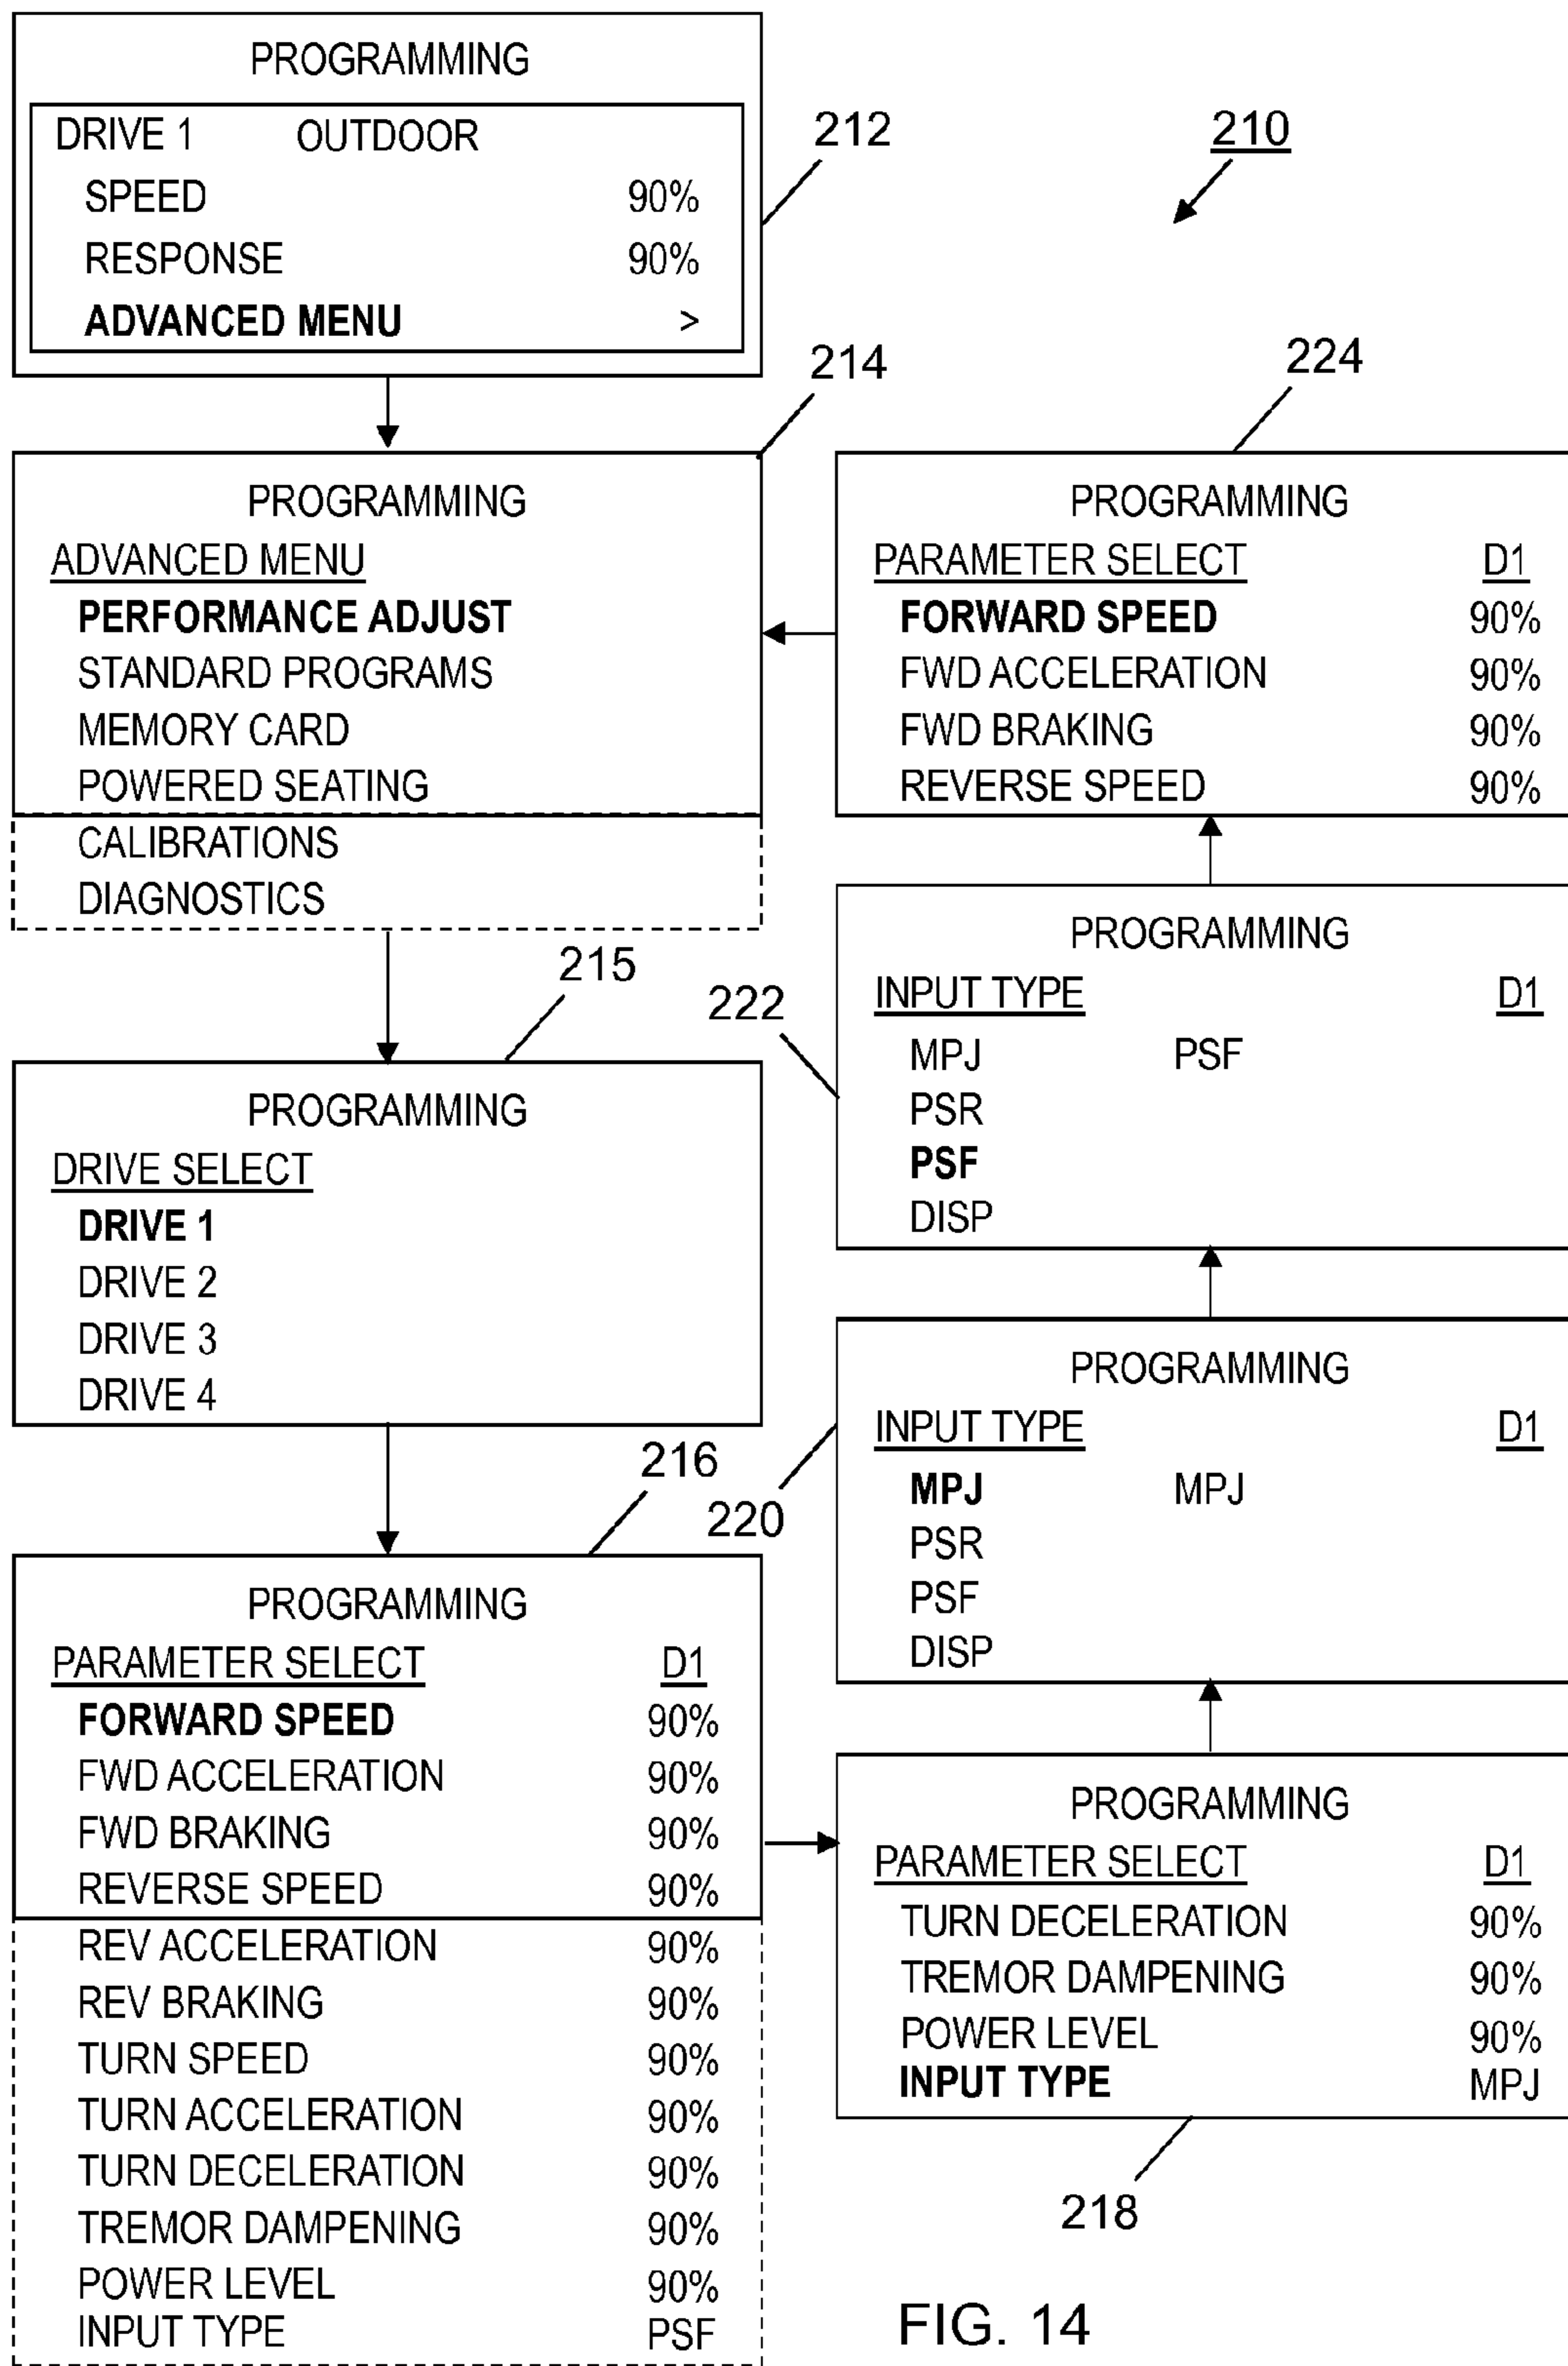 PROGRAMMING
DRIVE 1 OUTDOOR
SPEED 90%
RESPONSE 90%
ADVANCED MENU >
212
210
214
PROGRAMMING
ADVANCED MENU
PERFORMANCE ADJUST
STANDARD PROGRAMS
MEMORY CARD
POWERED SEATING
CALIBRATIONS
DIAGNOSTICS
215
PROGRAMMING
DRIVE SELECT
DRIVE 1
DRIVE 2
DRIVE 3
DRIVE 4
216
PROGRAMMING
PARAMETER SELECT D1
FORWARD SPEED 90%
FWD ACCELERATION 90%
FWD BRAKING 90%
REVERSE SPEED 90%
REV ACCELERATION 90%
REV BRAKING 90%
TURN SPEED 90%
TURN ACCELERATION 90%
TURN DECELERATION 90%
TREMOR DAMPENING 90%
POWER LEVEL 90%
INPUT TYPE PSF
224
PROGRAMMING
PARAMETER SELECT D1
FORWARD SPEED 90%
FWD ACCELERATION 90%
FWD BRAKING 90%
REVERSE SPEED 90%
222
PROGRAMMING
INPUT TYPE D1
MPJ PSF
PSR
PSF
DISP
220
PROGRAMMING
INPUT TYPE D1
MPJ MPJ
PSR
PSF
DISP
PROGRAMMING
PARAMETER SELECT D1
TURN DECELERATION 90%
TREMOR DAMPENING 90%
POWER LEVEL 90%
INPUT TYPE MPJ
218
FIG. 14